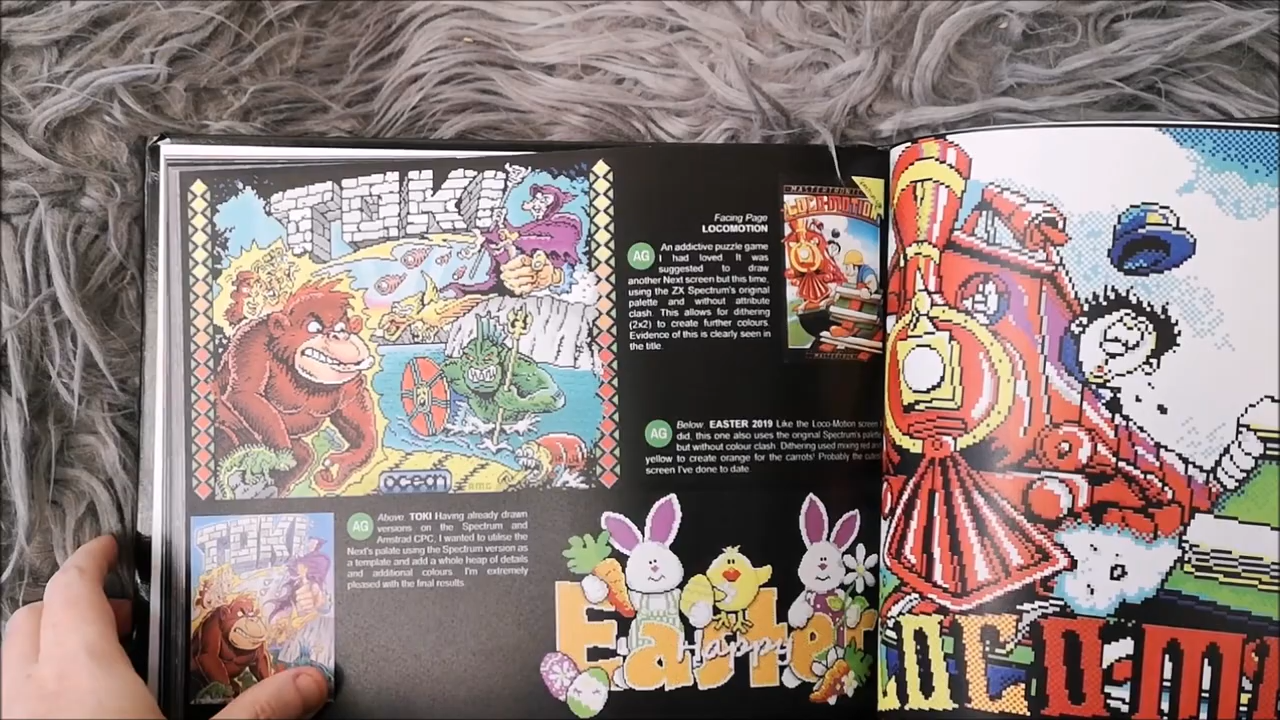 TOKI
ocean
A.M.G
Facing Page
LOCOMOTION
AG
An addictive puzzle game
I had loved. It was
suggested to draw
another Next screen but this time,
using the ZX Spectrum's original
palette and without attribute
clash. This allows for dithering
(2x2) to create further colours.
Evidence of this is clearly seen in
the title.
MASTERTRONIC
LOCO-MOTION
MASTERTRONIC
AG
Below EASTER 2019 Like the Loco-Motion screen I
did, this one also uses the original Spectrum's palette
but without colour clash. Dithering used mixing red and
yellow to create orange for the carrots! Probably the cutest
screen I've done to date.
TOKI
AG
Above TOKI Having already drawn
versions on the Spectrum and
Amstrad CPC, I wanted to utilise the
Next's palate using the Spectrum version as
a template and add a whole heap of details
and additional colours. I'm extremely
pleased with the final results.
Easter
Happy
LOCO-M